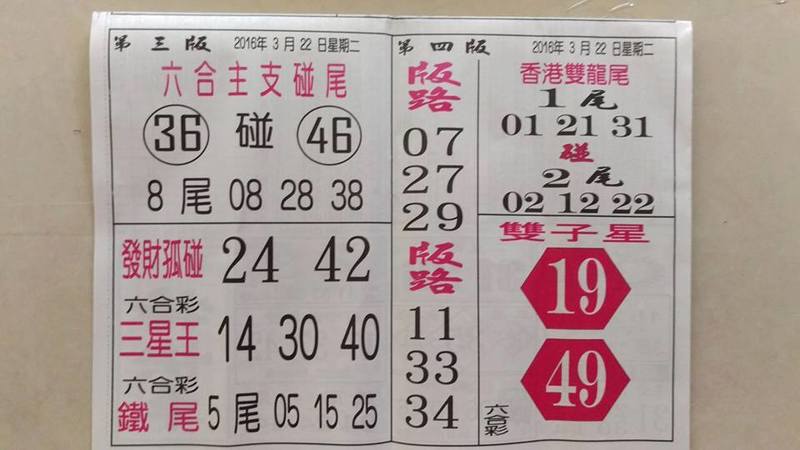 第三版 2016年3月22日星期二
六合主支碰尾
36 碰 46
8尾 08 28 38
發財孤碰 24 42
六合彩
三星王 14 30 40
六合彩
鐵尾 5尾 05 15 25
第四版 2016年3月22日星期二
版路
07
27
29
版路
11
33
34
香港雙龍尾
1尾
01 21 31
碰
2尾
02 12 22
雙子星
19
49
六合彩